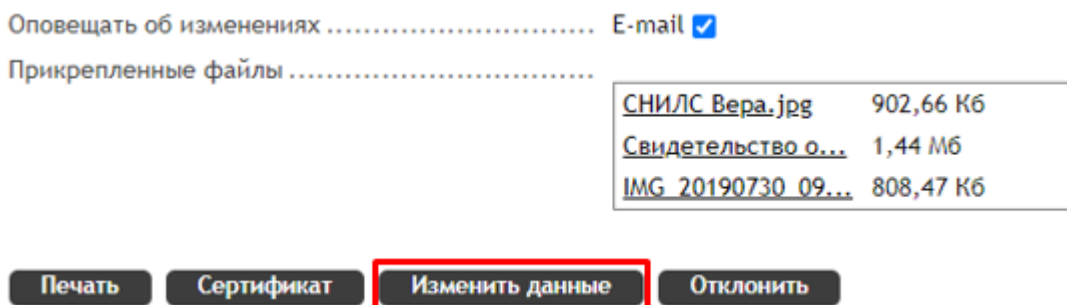 Оповещать об изменениях ............................. E-mail
Прикрепленные файлы .................................
СНИЛС Вера.jpg 902,66 Кб
Свидетельство о... 1,44 Мб
IMG_20190730_09... 808,47 Кб
Печать Сертификат Изменить данные Отклонить